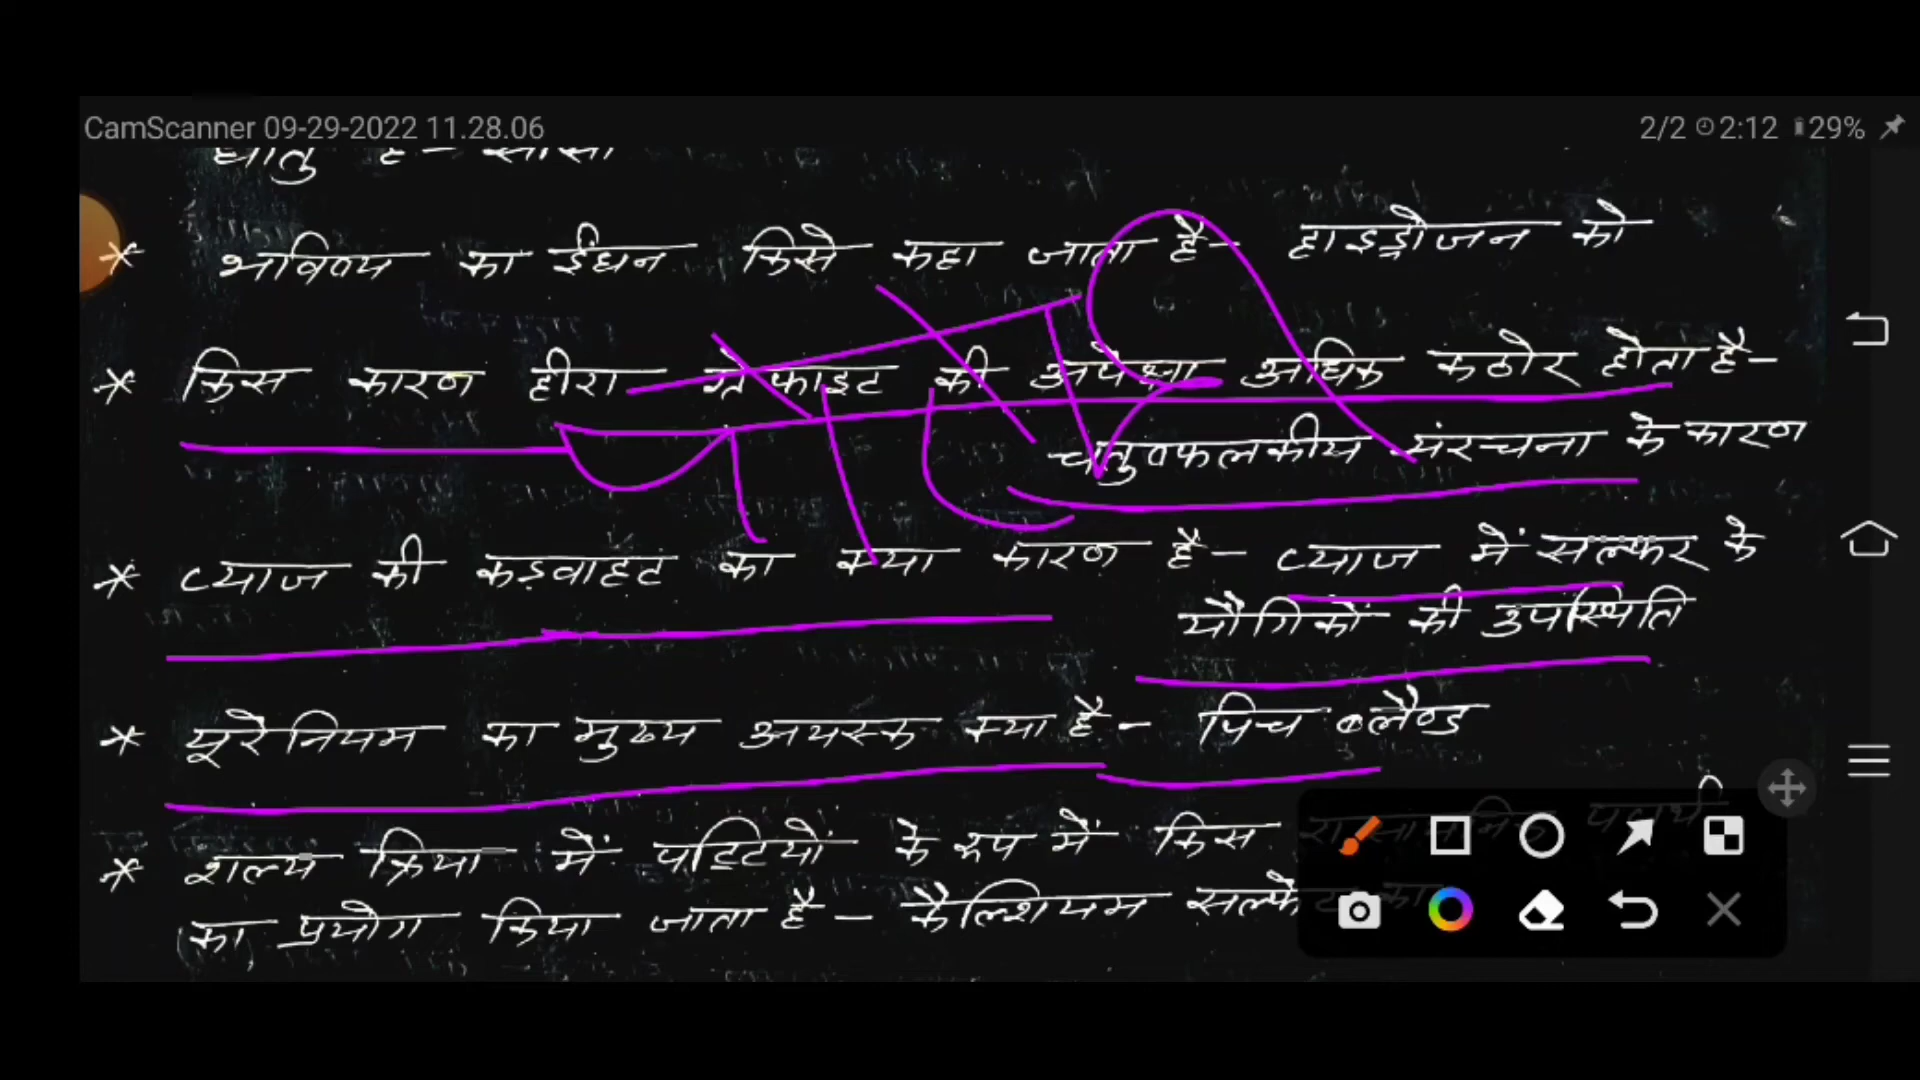 CamScanner 09-29-2022 11.28.06
2/2 2:12 29%
धातु है - सीसा
* भविष्य का ईंधन किसे कहा जाता है - हाइड्रोजन को
* किस कारण हीरा ग्रेफाइट की अपेक्षा अधिक कठोर होता है -
चतुष्फलकीय संरचना के कारण
* प्याज की कड़वाहट का क्या कारण है - प्याज में सल्फर के
यौगिकों की उपस्थिति
* यूरेनियम का मुख्य अयस्क क्या है - पिच ब्लैण्ड
* शल्य क्रिया में पट्टियों के रूप में किस रासायनिक पदार्थ
का प्रयोग किया जाता है - कैल्शियम सल्फेट का